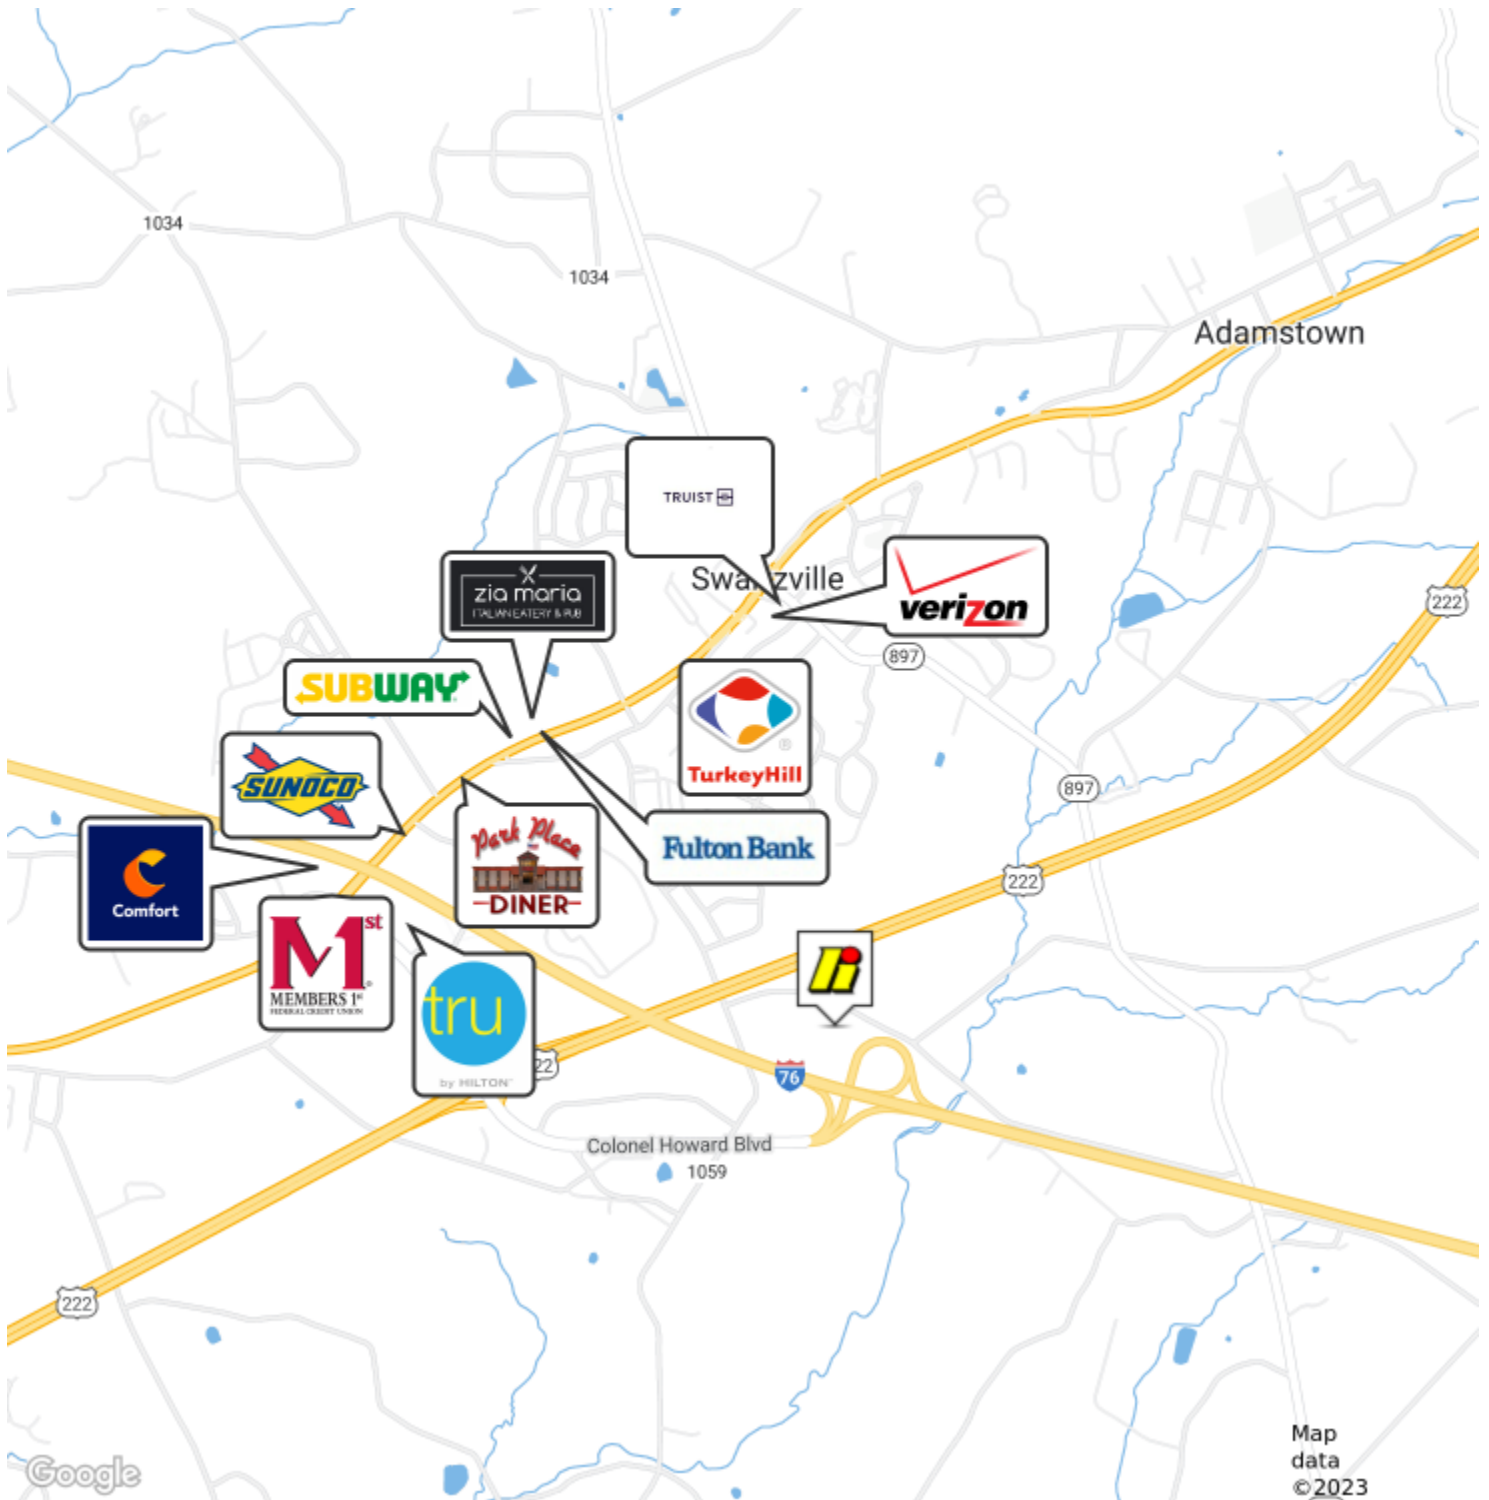 1034
1034
Adamstown
TRUIST
Swa zville
zia maria
ITALIAN EATERY & PUB
verizon
222
897
SUBWAY
TurkeyHill
SUNOCO
897
Park Place
DINER
Fulton Bank
Comfort
222
M1st
MEMBERS 1st
FEDERAL CREDIT UNION
tru
by HILTON
22
76
Colonel Howard Blvd
1059
222
Google
Map
data
©2023